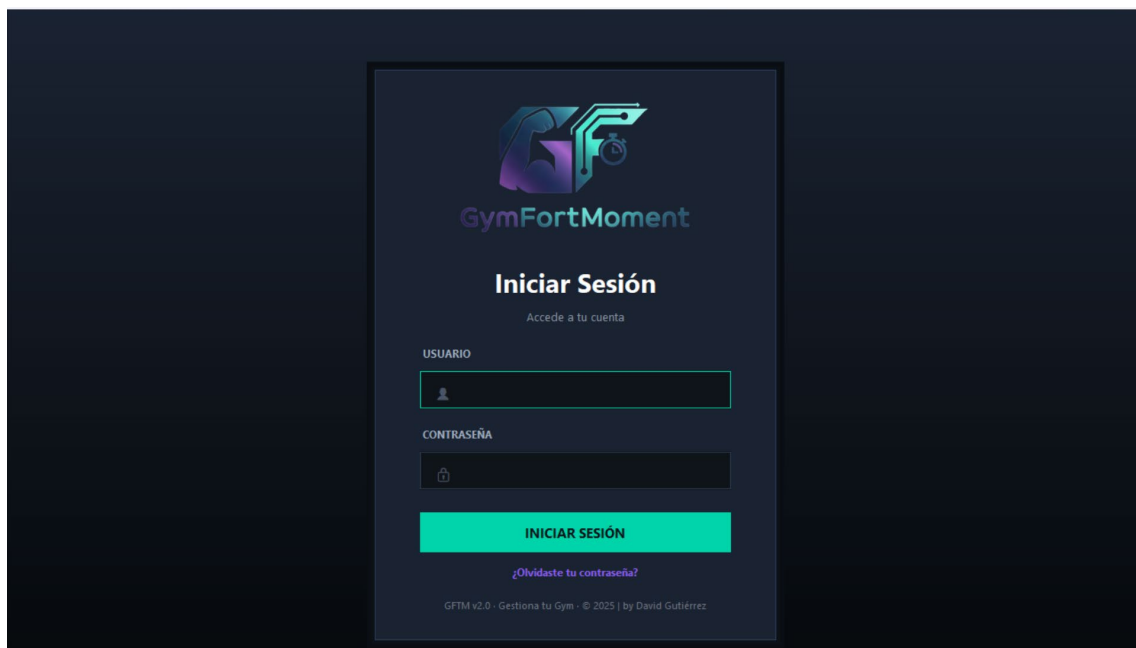 GF
GymFortMoment
Iniciar Sesión
Accede a tu cuenta
USUARIO
CONTRASEÑA
INICIAR SESIÓN
¿Olvidaste tu contraseña?
GFTM v2.0 · Gestiona tu Gym · © 2025 | by David Gutiérrez